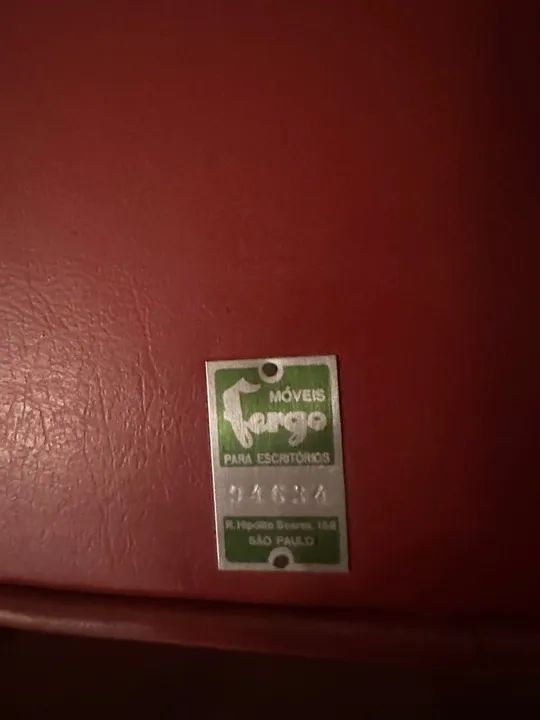 MÓVEIS
Fergo
PARA ESCRITÓRIOS
94634
R. Hipólito Soares, 158
SÃO PAULO